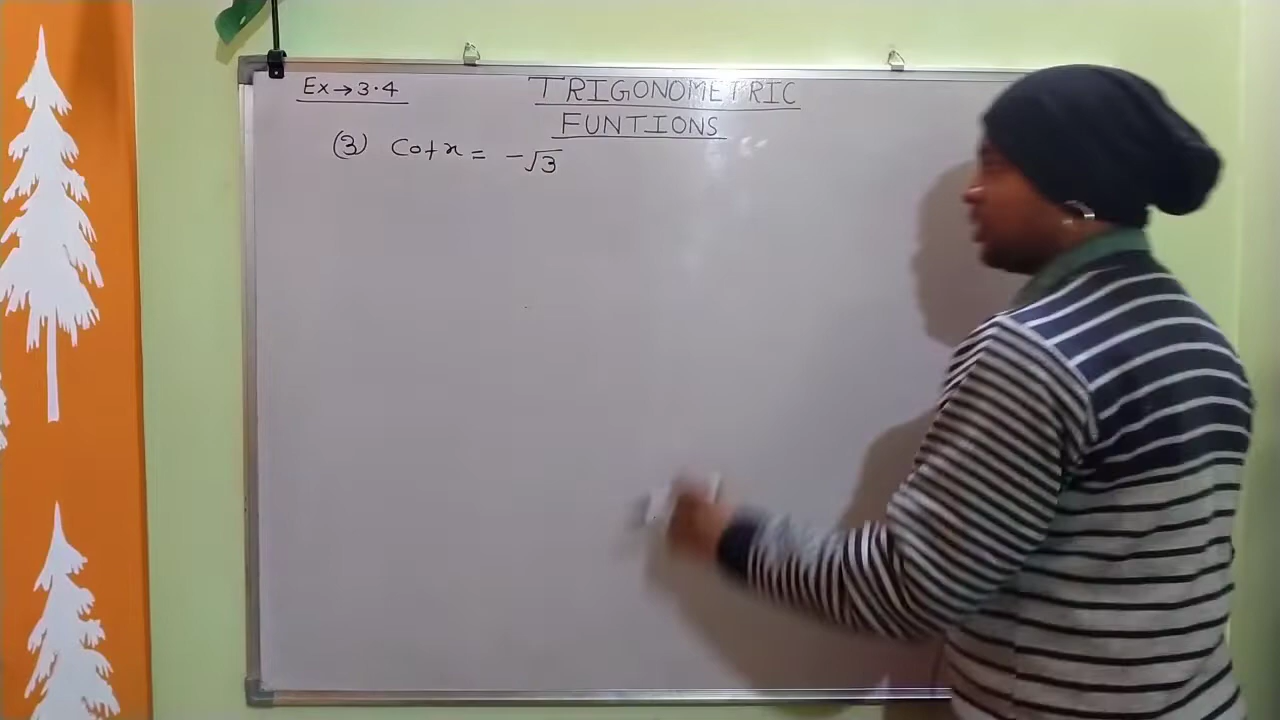 Ex → 3.4
TRIGONOMETRIC
FUNTIONS
(3) Cot x = -√3